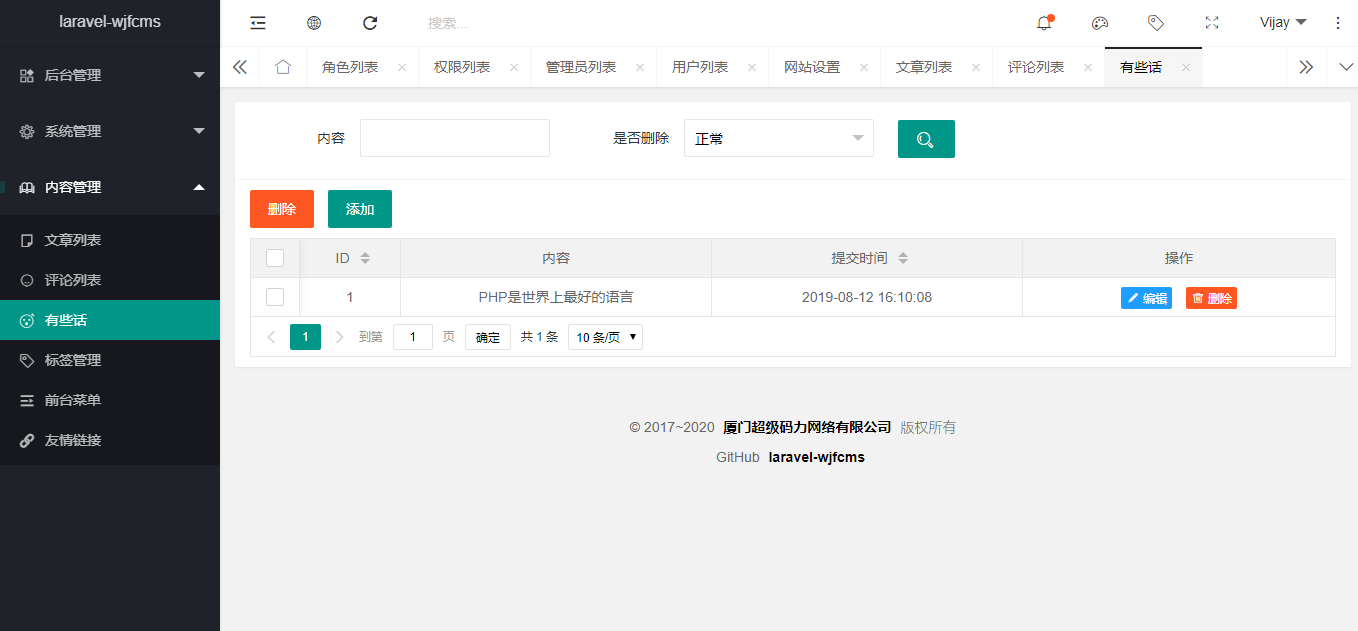 laravel-wjfcms
搜索...
Vijay
后台管理
系统管理
内容管理
文章列表
评论列表
有些话
标签管理
前台菜单
友情链接
角色列表 权限列表 管理员列表 用户列表 网站设置 文章列表 评论列表 有些话
内容 是否删除 正常
删除 添加
ID 内容 提交时间 操作
1 PHP是世界上最好的语言 2019-08-12 16:10:08 编辑 删除
1 到第 1 页 确定 共 1 条 10 条/页
© 2017~2020 厦门超级码力网络有限公司 版权所有
GitHub laravel-wjfcms